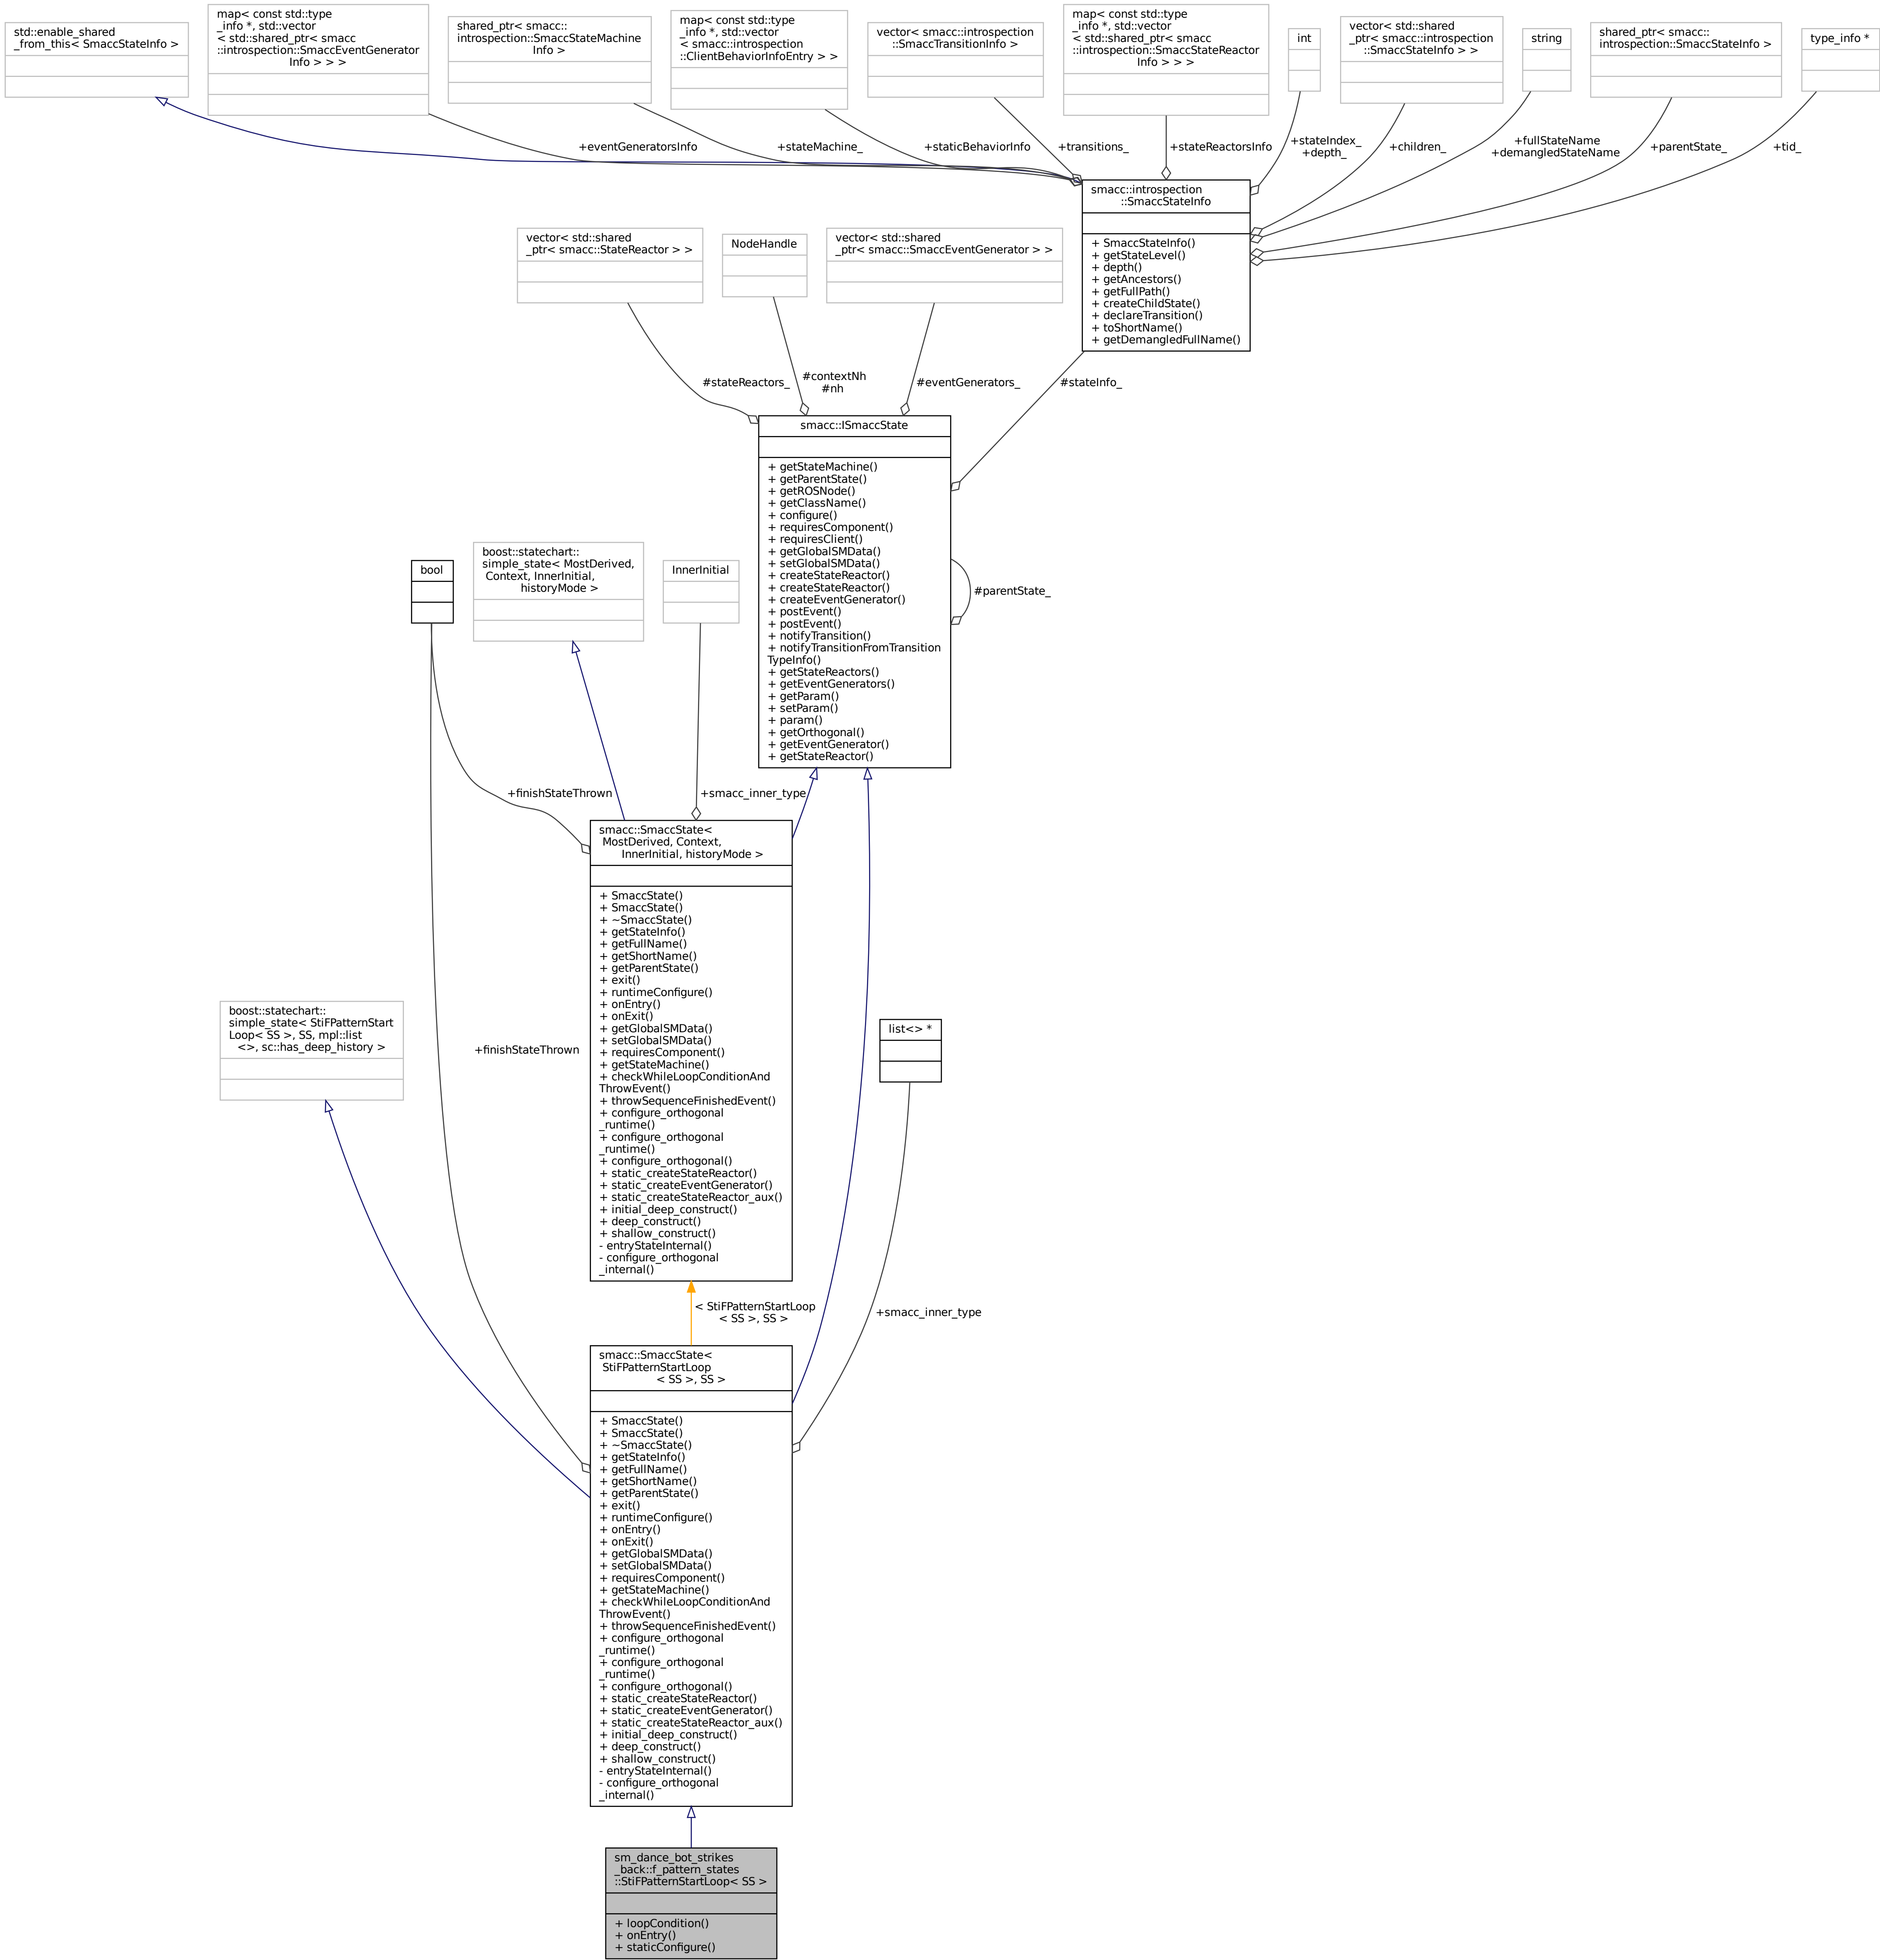 std::enable_shared
_from_this< SmaccStateInfo >
map< const std::type
_info *, std::vector
< std::shared_ptr< smacc
::introspection::SmaccEventGenerator
Info > > >
shared_ptr< smacc::
introspection::SmaccStateMachine
Info >
map< const std::type
_info *, std::vector
< smacc::introspection
::ClientBehaviorInfoEntry > >
vector< smacc::introspection
::SmaccTransitionInfo >
map< const std::type
_info *, std::vector
< std::shared_ptr< smacc
::introspection::SmaccStateReactor
Info > > >
int
vector< std::shared
_ptr< smacc::introspection
::SmaccStateInfo > >
string
shared_ptr< smacc::
introspection::SmaccStateInfo >
type_info *
+eventGeneratorsInfo
+stateMachine_
+staticBehaviorInfo
+transitions_
+stateReactorsInfo
+stateIndex_
+depth_
+children_
+fullStateName
+demangledStateName
+parentState_
+tid_
smacc::introspection
::SmaccStateInfo
+ SmaccStateInfo()
+ getStateLevel()
+ depth()
+ getAncestors()
+ getFullPath()
+ createChildState()
+ declareTransition()
+ toShortName()
+ getDemangledFullName()
vector< std::shared
_ptr< smacc::StateReactor > >
NodeHandle
vector< std::shared
_ptr< smacc::SmaccEventGenerator > >
#stateReactors_
#contextNh
#nh
#eventGenerators_
#stateInfo_
smacc::ISmaccState
+ getStateMachine()
+ getParentState()
+ getROSNode()
+ getClassName()
+ configure()
+ requiresComponent()
+ requiresClient()
+ getGlobalSMData()
+ setGlobalSMData()
+ createStateReactor()
+ createStateReactor()
+ createEventGenerator()
+ postEvent()
+ postEvent()
+ notifyTransition()
+ notifyTransitionFromTransition
TypeInfo()
+ getStateReactors()
+ getEventGenerators()
+ getParam()
+ setParam()
+ param()
+ getOrthogonal()
+ getEventGenerator()
+ getStateReactor()
#parentState_
bool
boost::statechart::
simple_state< MostDerived,
Context, InnerInitial,
historyMode >
InnerInitial
+finishStateThrown
+smacc_inner_type
smacc::SmaccState<
MostDerived, Context,
InnerInitial, historyMode >
+ SmaccState()
+ SmaccState()
+ ~SmaccState()
+ getStateInfo()
+ getFullName()
+ getShortName()
+ getParentState()
+ exit()
+ runtimeConfigure()
+ onEntry()
+ onExit()
+ getGlobalSMData()
+ setGlobalSMData()
+ requiresComponent()
+ getStateMachine()
+ checkWhileLoopConditionAnd
ThrowEvent()
+ throwSequenceFinishedEvent()
+ configure_orthogonal
_runtime()
+ configure_orthogonal
_runtime()
+ configure_orthogonal()
+ static_createStateReactor()
+ static_createEventGenerator()
+ static_createStateReactor_aux()
+ initial_deep_construct()
+ deep_construct()
+ shallow_construct()
- entryStateInternal()
- configure_orthogonal
_internal()
boost::statechart::
simple_state< StiFPatternStart
Loop< SS >, SS, mpl::list
<>, sc::has_deep_history >
+finishStateThrown
list<> *
< StiFPatternStartLoop
< SS >, SS >
+smacc_inner_type
smacc::SmaccState<
StiFPatternStartLoop
< SS >, SS >
+ SmaccState()
+ SmaccState()
+ ~SmaccState()
+ getStateInfo()
+ getFullName()
+ getShortName()
+ getParentState()
+ exit()
+ runtimeConfigure()
+ onEntry()
+ onExit()
+ getGlobalSMData()
+ setGlobalSMData()
+ requiresComponent()
+ getStateMachine()
+ checkWhileLoopConditionAnd
ThrowEvent()
+ throwSequenceFinishedEvent()
+ configure_orthogonal
_runtime()
+ configure_orthogonal
_runtime()
+ configure_orthogonal()
+ static_createStateReactor()
+ static_createEventGenerator()
+ static_createStateReactor_aux()
+ initial_deep_construct()
+ deep_construct()
+ shallow_construct()
- entryStateInternal()
- configure_orthogonal
_internal()
sm_dance_bot_strikes
_back::f_pattern_states
::StiFPatternStartLoop< SS >
+ loopCondition()
+ onEntry()
+ staticConfigure()